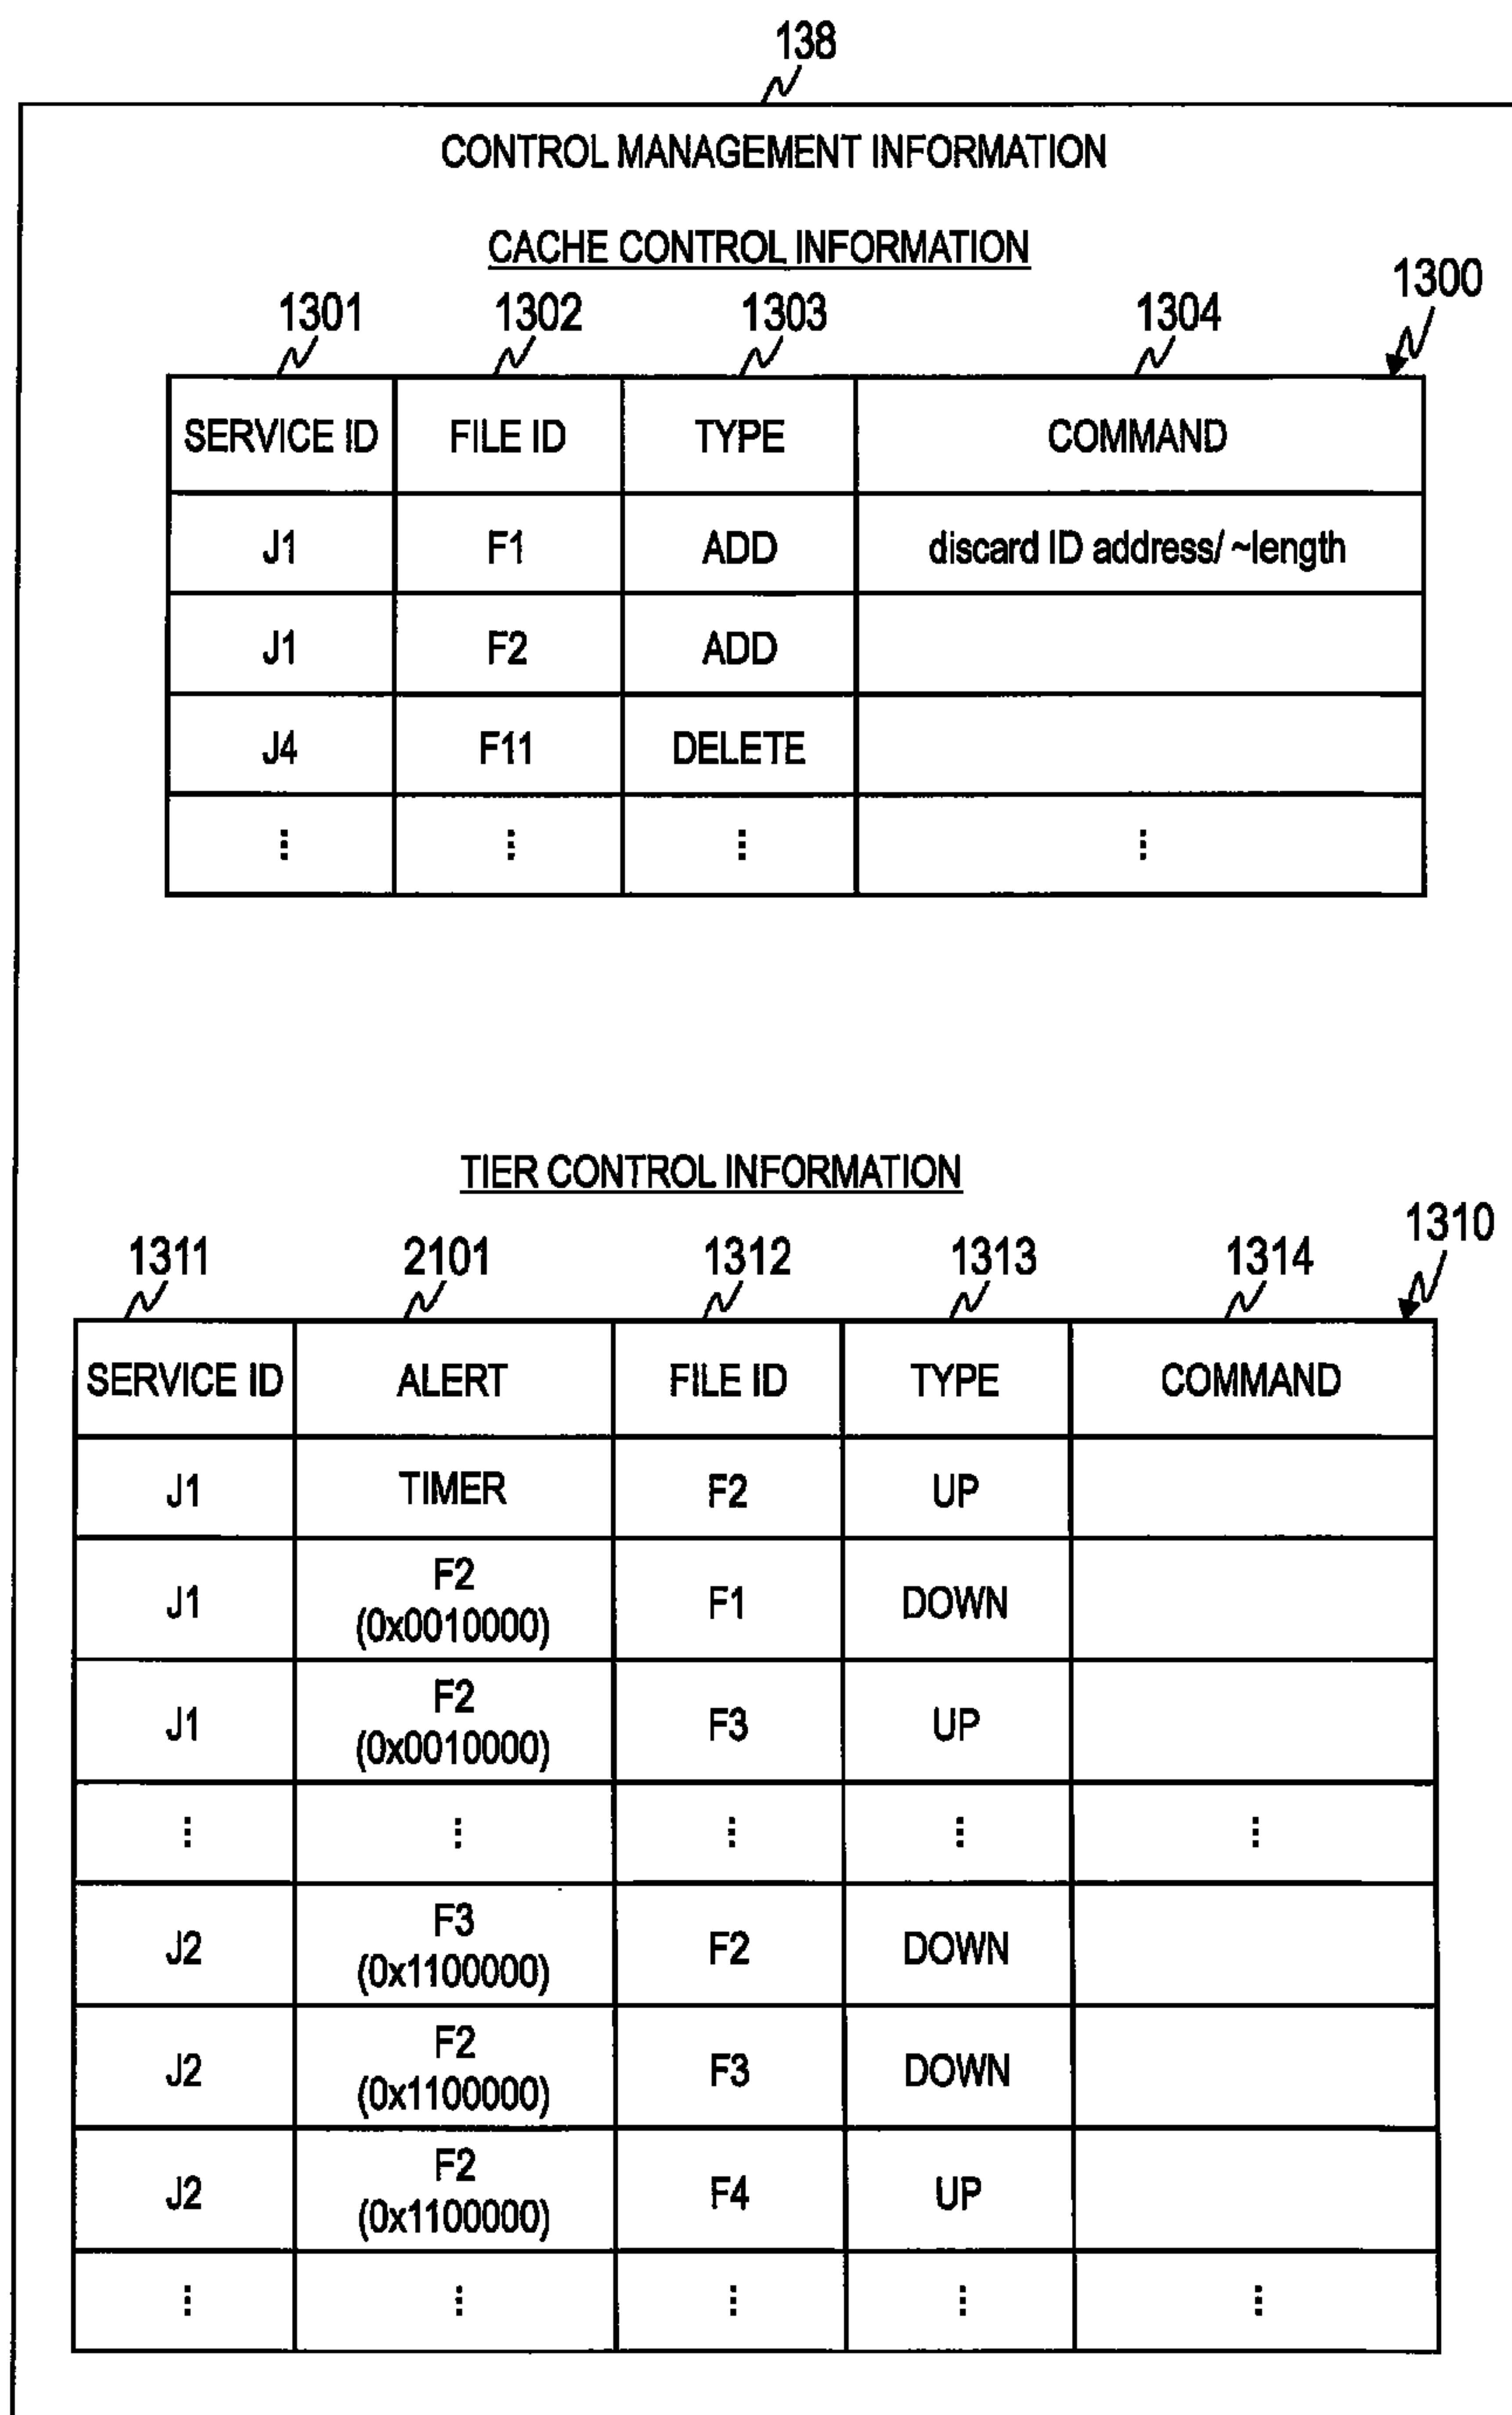 138
CONTROL MANAGEMENT INFORMATION
CACHE CONTROL INFORMATION
1300
1301 1302 1303 1304
SERVICE ID FILE ID TYPE COMMAND
J1 F1 ADD discard ID address/ ~length
J1 F2 ADD
J4 F11 DELETE
⋮ ⋮ ⋮ ⋮
TIER CONTROL INFORMATION
1310
1311 2101 1312 1313 1314
SERVICE ID ALERT FILE ID TYPE COMMAND
J1 TIMER F2 UP
J1 F2 (0x0010000) F1 DOWN
J1 F2 (0x0010000) F3 UP
⋮ ⋮ ⋮ ⋮ ⋮
J2 F3 (0x1100000) F2 DOWN
J2 F2 (0x1100000) F3 DOWN
J2 F2 (0x1100000) F4 UP
⋮ ⋮ ⋮ ⋮ ⋮